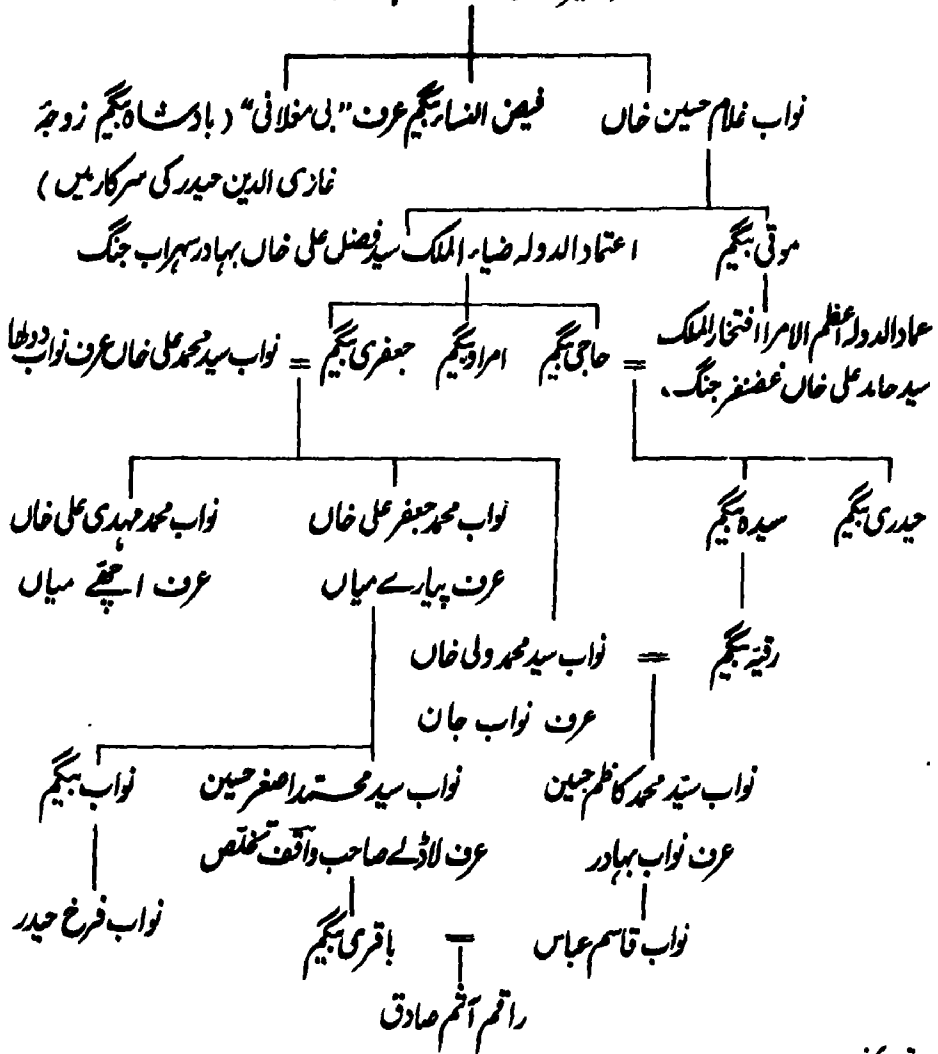 نواب غلام حسین خاں فیض النساء بیگم عرف "بی مغلانی" (بادشاہ بیگم زوجۂ
غازی الدین حیدر کی سرکار میں)
موتی بیگم اعتماد الدولہ ضیاء الملک سید فضل علی خاں بہادر سہراب جنگ
عماد الدولہ اعظم الامرا افتخار الملک = حاجی بیگم امراؤ بیگم جعفری بیگم = نواب سید محمد علی خاں عرف نواب دولھا
سید حامد علی خاں غضنفر جنگ،
حیدری بیگم سیدہ بیگم نواب محمد جعفر علی خاں نواب محمد مہدی علی خاں
عرف پیارے میاں عرف اچھے میاں
رقیہ بیگم = نواب سید محمد ولی خاں
عرف نواب جان
نواب سید محمد کاظم حسین نواب سید محمد اصغر حسین نواب بیگم
عرف نواب بہادر عرف لاڈلے صاحب واقف تخلص
نواب قاسم عباس = باقری بیگم نواب فرخ حیدر
راقم آثم صادق